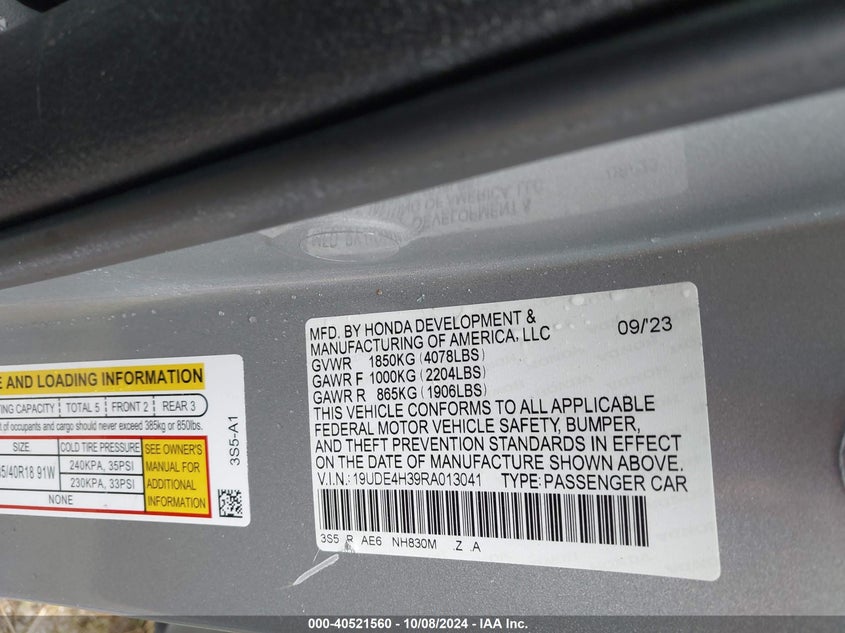 MFD. BY HONDA DEVELOPMENT &
MANUFACTURING OF AMERICA, LLC 09/'23
GVWR 1850KG (4078LBS)
GAWR F 1000KG (2204LBS)
GAWR R 865KG (1906LBS)
THIS VEHICLE CONFORMS TO ALL APPLICABLE
FEDERAL MOTOR VEHICLE SAFETY, BUMPER,
AND THEFT PREVENTION STANDARDS IN EFFECT
ON THE DATE OF MANUFACTURE SHOWN ABOVE.
V.I.N.: 19UDE4H39RA013041 TYPE: PASSENGER CAR
3S5 R AE6 NH830M .Z .A
E AND LOADING INFORMATION
TING CAPACITY TOTAL 5 FRONT 2 REAR 3
t of occupants and cargo should never exceed 385kg or 850lbs.
SIZE COLD TIRE PRESSURE
5/40R18 91W 240KPA, 35PSI
230KPA, 33PSI
NONE
SEE OWNER'S
MANUAL FOR
ADDITIONAL
INFORMATION
3S5-A1
000-40521560 - 10/08/2024 - IAA Inc.